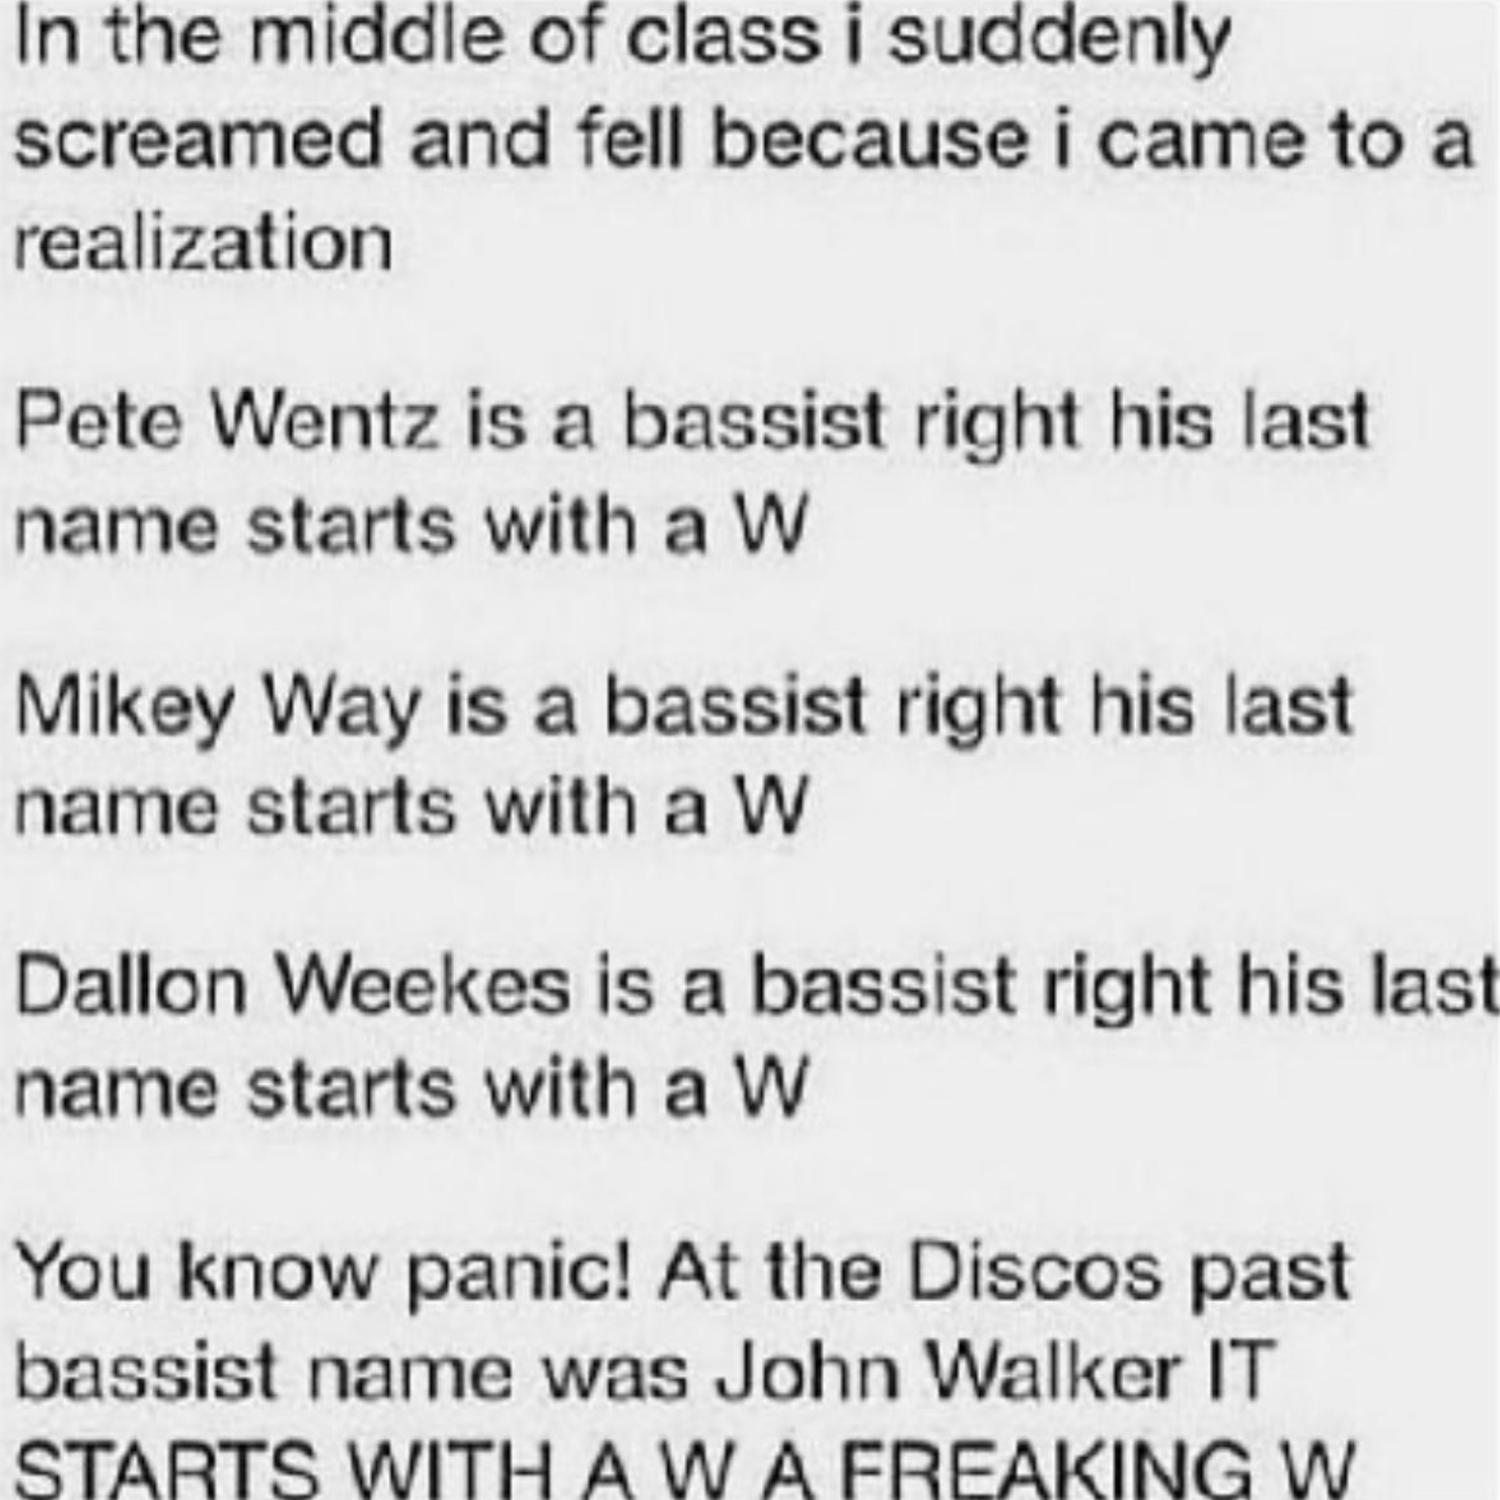 In the middle of class i suddenly
screamed and fell because i came to a
realization
Pete Wentz is a bassist right his last
name starts with a W
Mikey Way is a bassist right his last
name starts with a W
Dallon Weekes is a bassist right his last
name starts with a W
You know panic! At the Discos past
bassist name was John Walker IT
STARTS WITH A W A FREAKING W